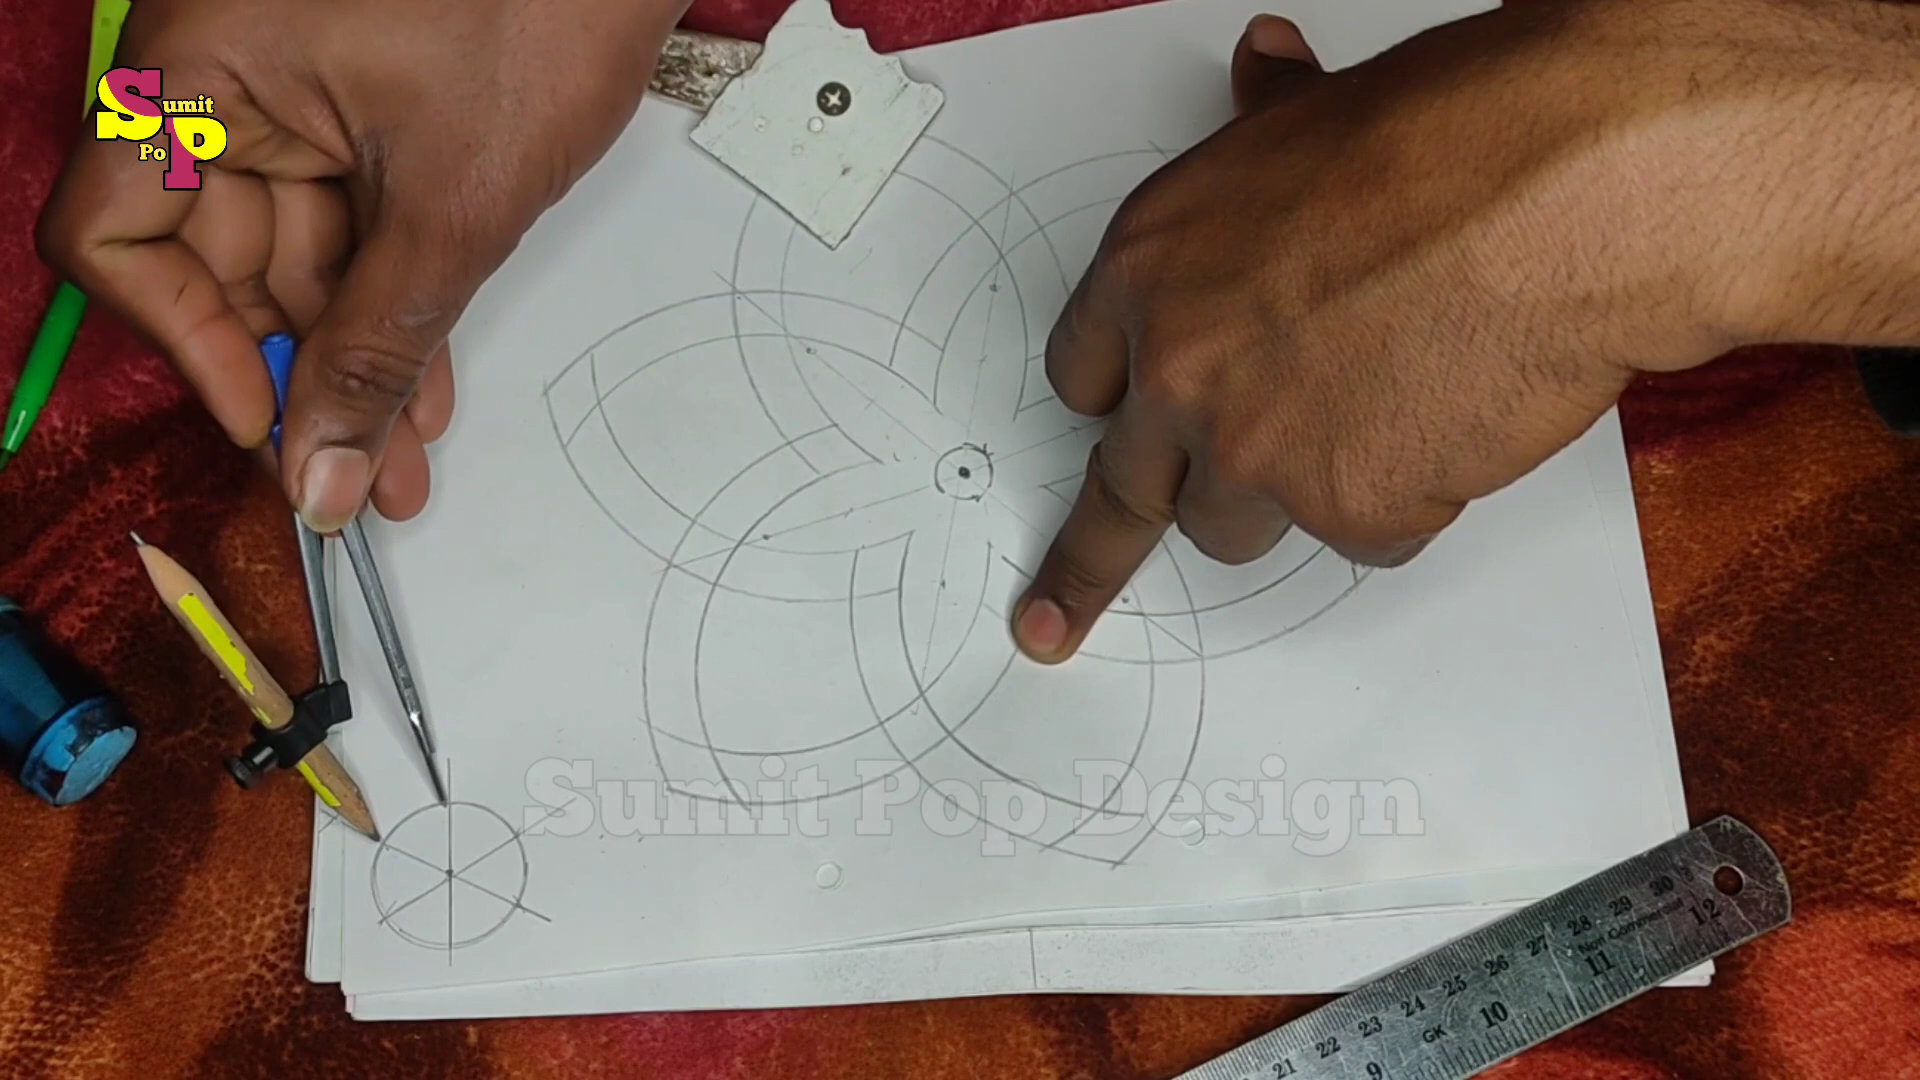 Sumit
PoP
Sumit Pop Design
21 22 23 24 25 26 27 28 29 30
Non Commercial
GK
9 10 11 12